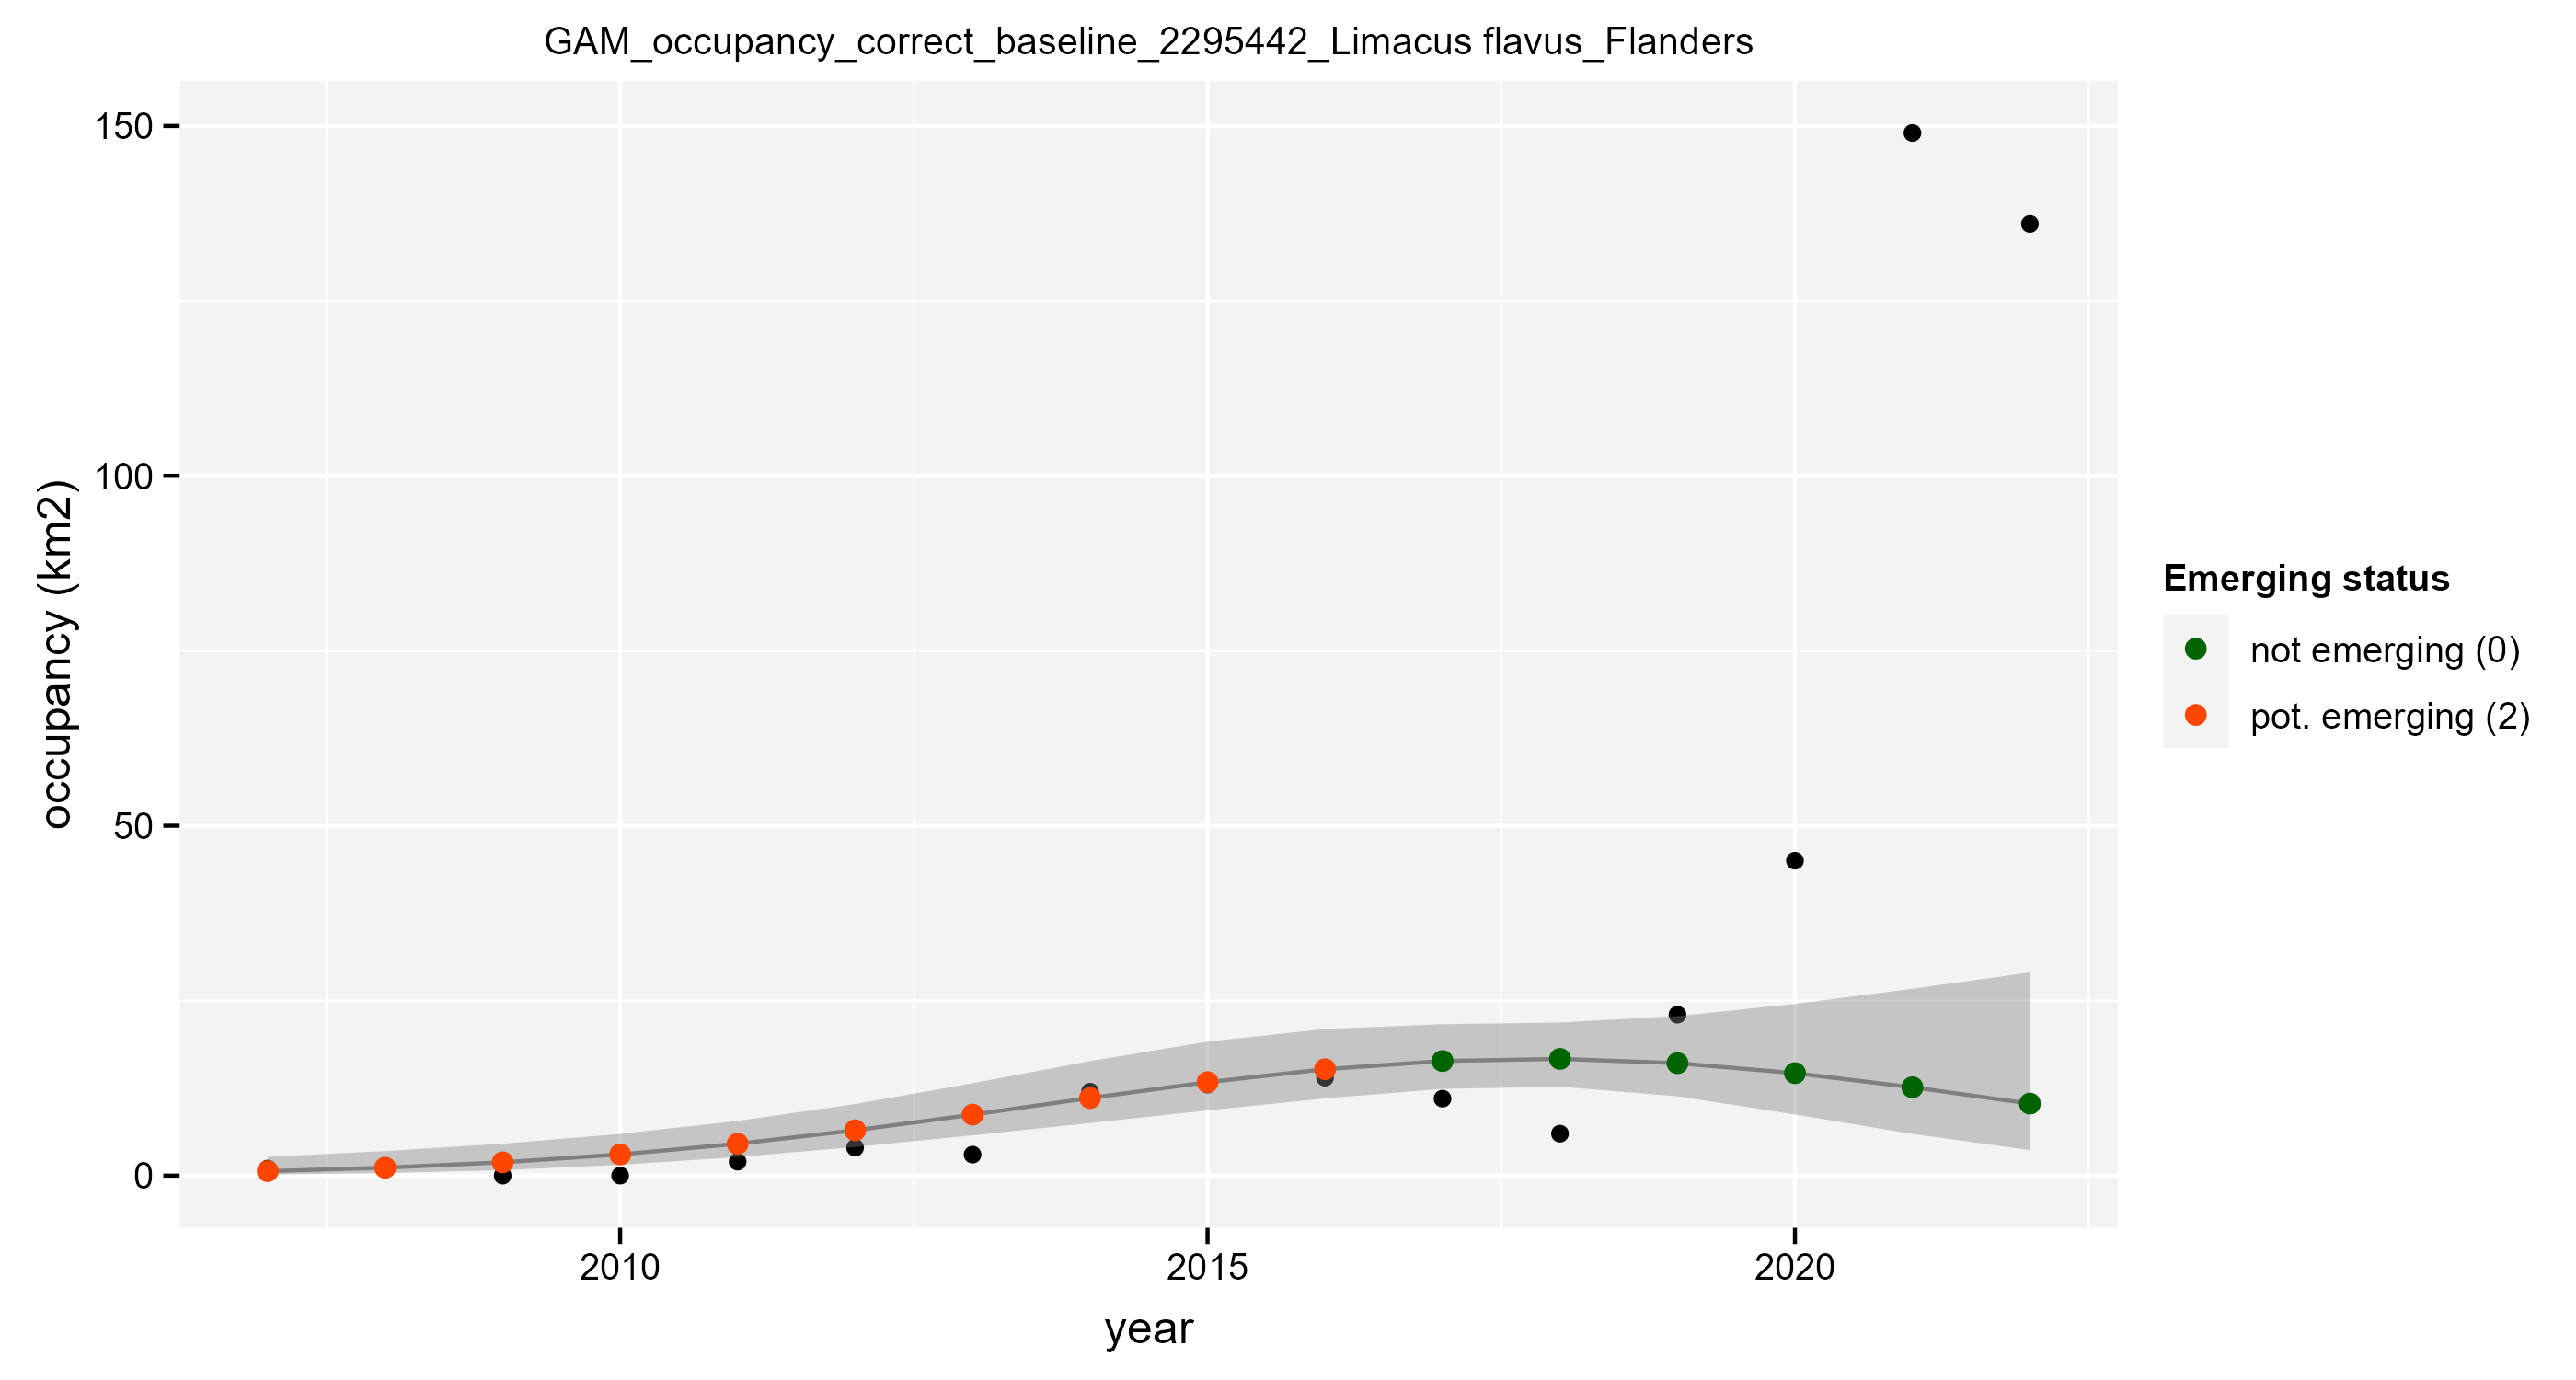 GAM_occupancy_correct_baseline_2295442_Limacus flavus_Flanders
150
100
50
0
occupancy (km2)
2010
2015
2020
year
Emerging status
not emerging (0)
pot. emerging (2)